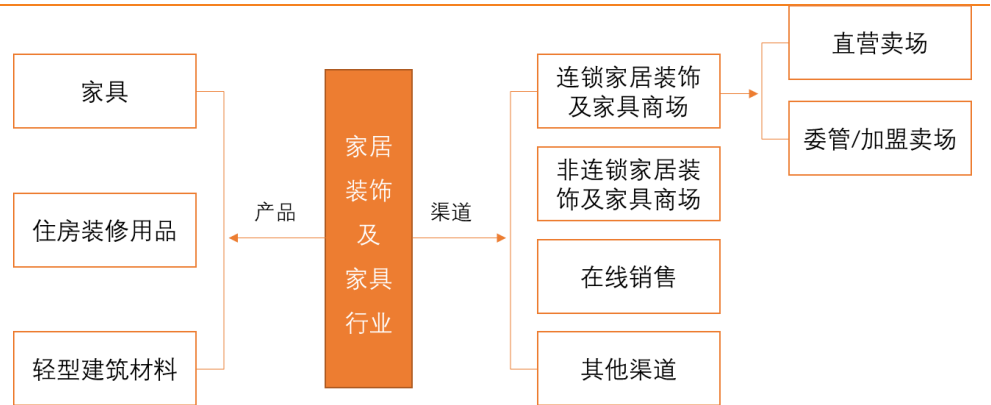 家具
住房装修用品
轻型建筑材料
产品
家居
装饰
及
家具
行业
渠道
连锁家居装饰
及家具商场
非连锁家居装
饰及家具商场
在线销售
其他渠道
直营卖场
委管/加盟卖场